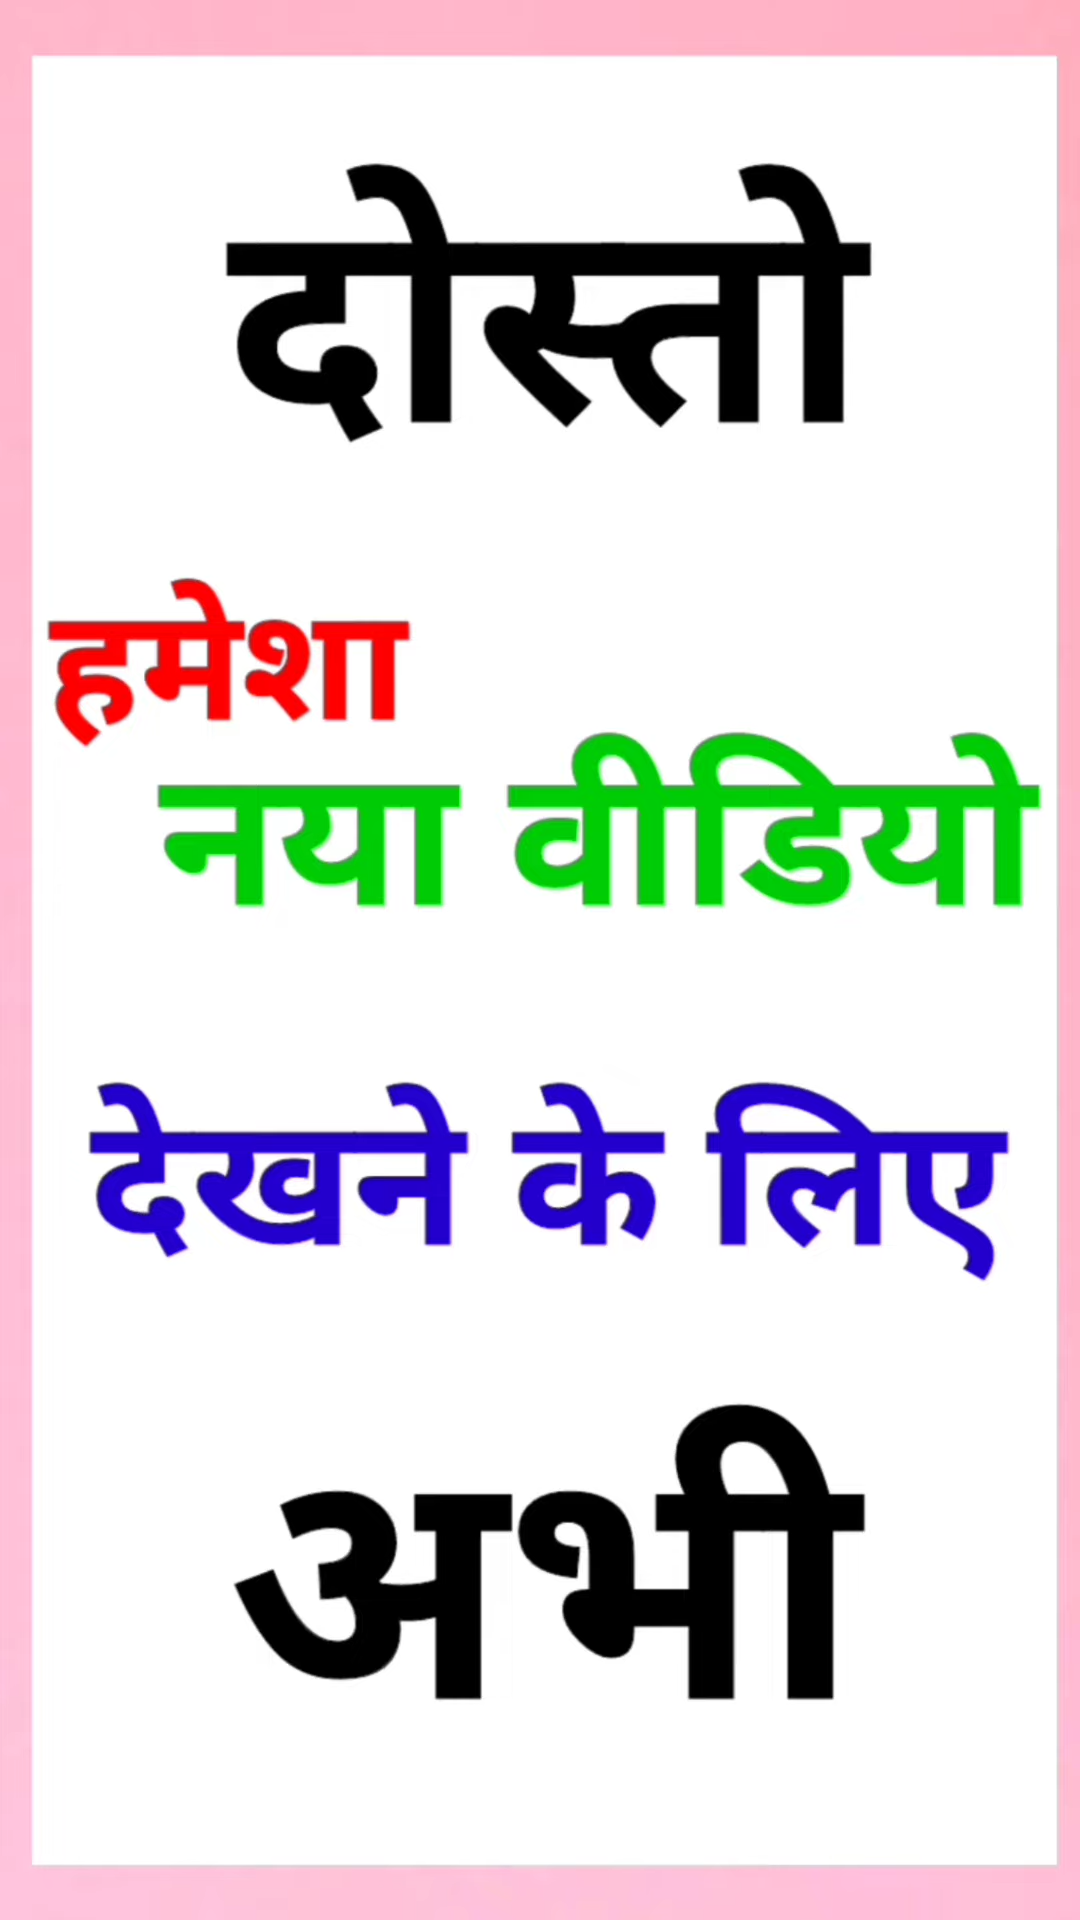 दोस्तो
हमेशा
नया वीडियो
देखने के लिए
अभी